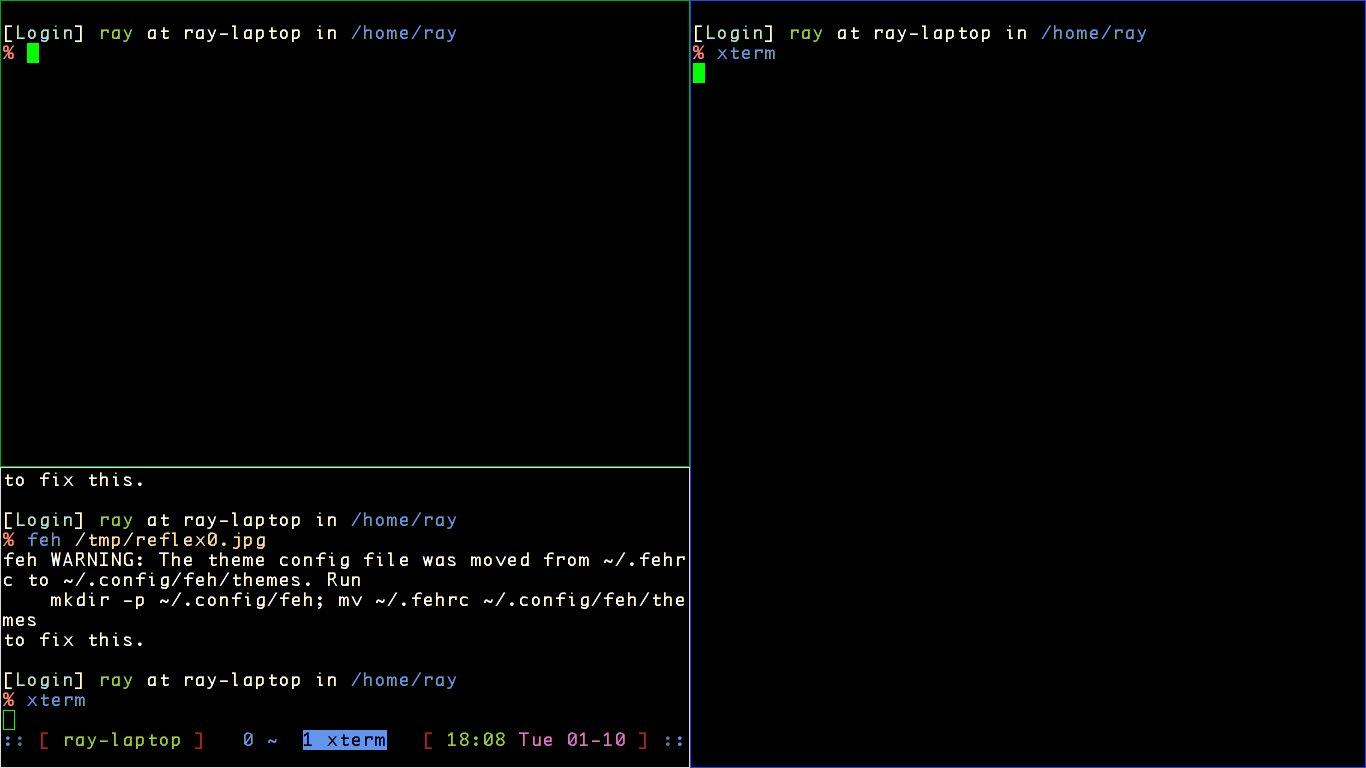 [Login] ray at ray-laptop in /home/ray
%
[Login] ray at ray-laptop in /home/ray
% xterm
to fix this.
[Login] ray at ray-laptop in /home/ray
% feh /tmp/reflex0.jpg
feh WARNING: The theme config file was moved from ~/.fehr
c to ~/.config/feh/themes. Run
    mkdir -p ~/.config/feh; mv ~/.fehrc ~/.config/feh/the
mes
to fix this.
[Login] ray at ray-laptop in /home/ray
% xterm
:: [ ray-laptop ]   0 ~  1 xterm   [ 18:08 Tue 01-10 ] ::